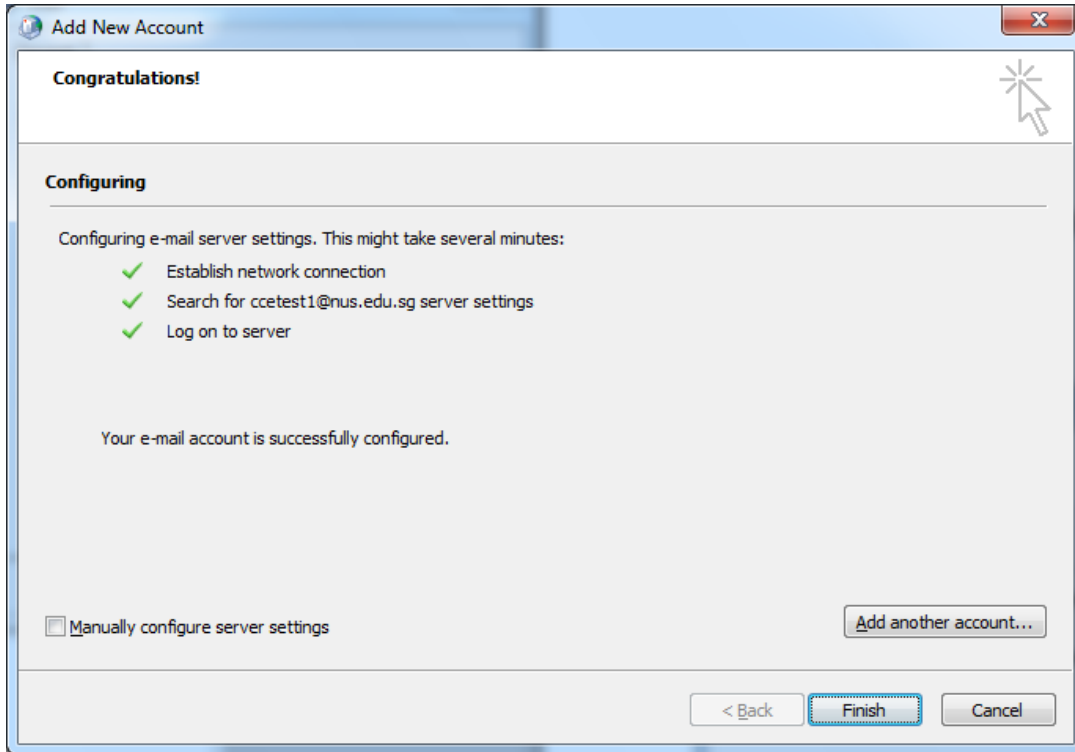 Add New Account
Congratulations!
Configuring
Configuring e-mail server settings. This might take several minutes:
Establish network connection
Search for ccetest1@nus.edu.sg server settings
Log on to server
Your e-mail account is successfully configured.
Manually configure server settings
Add another account...
< Back
Finish
Cancel